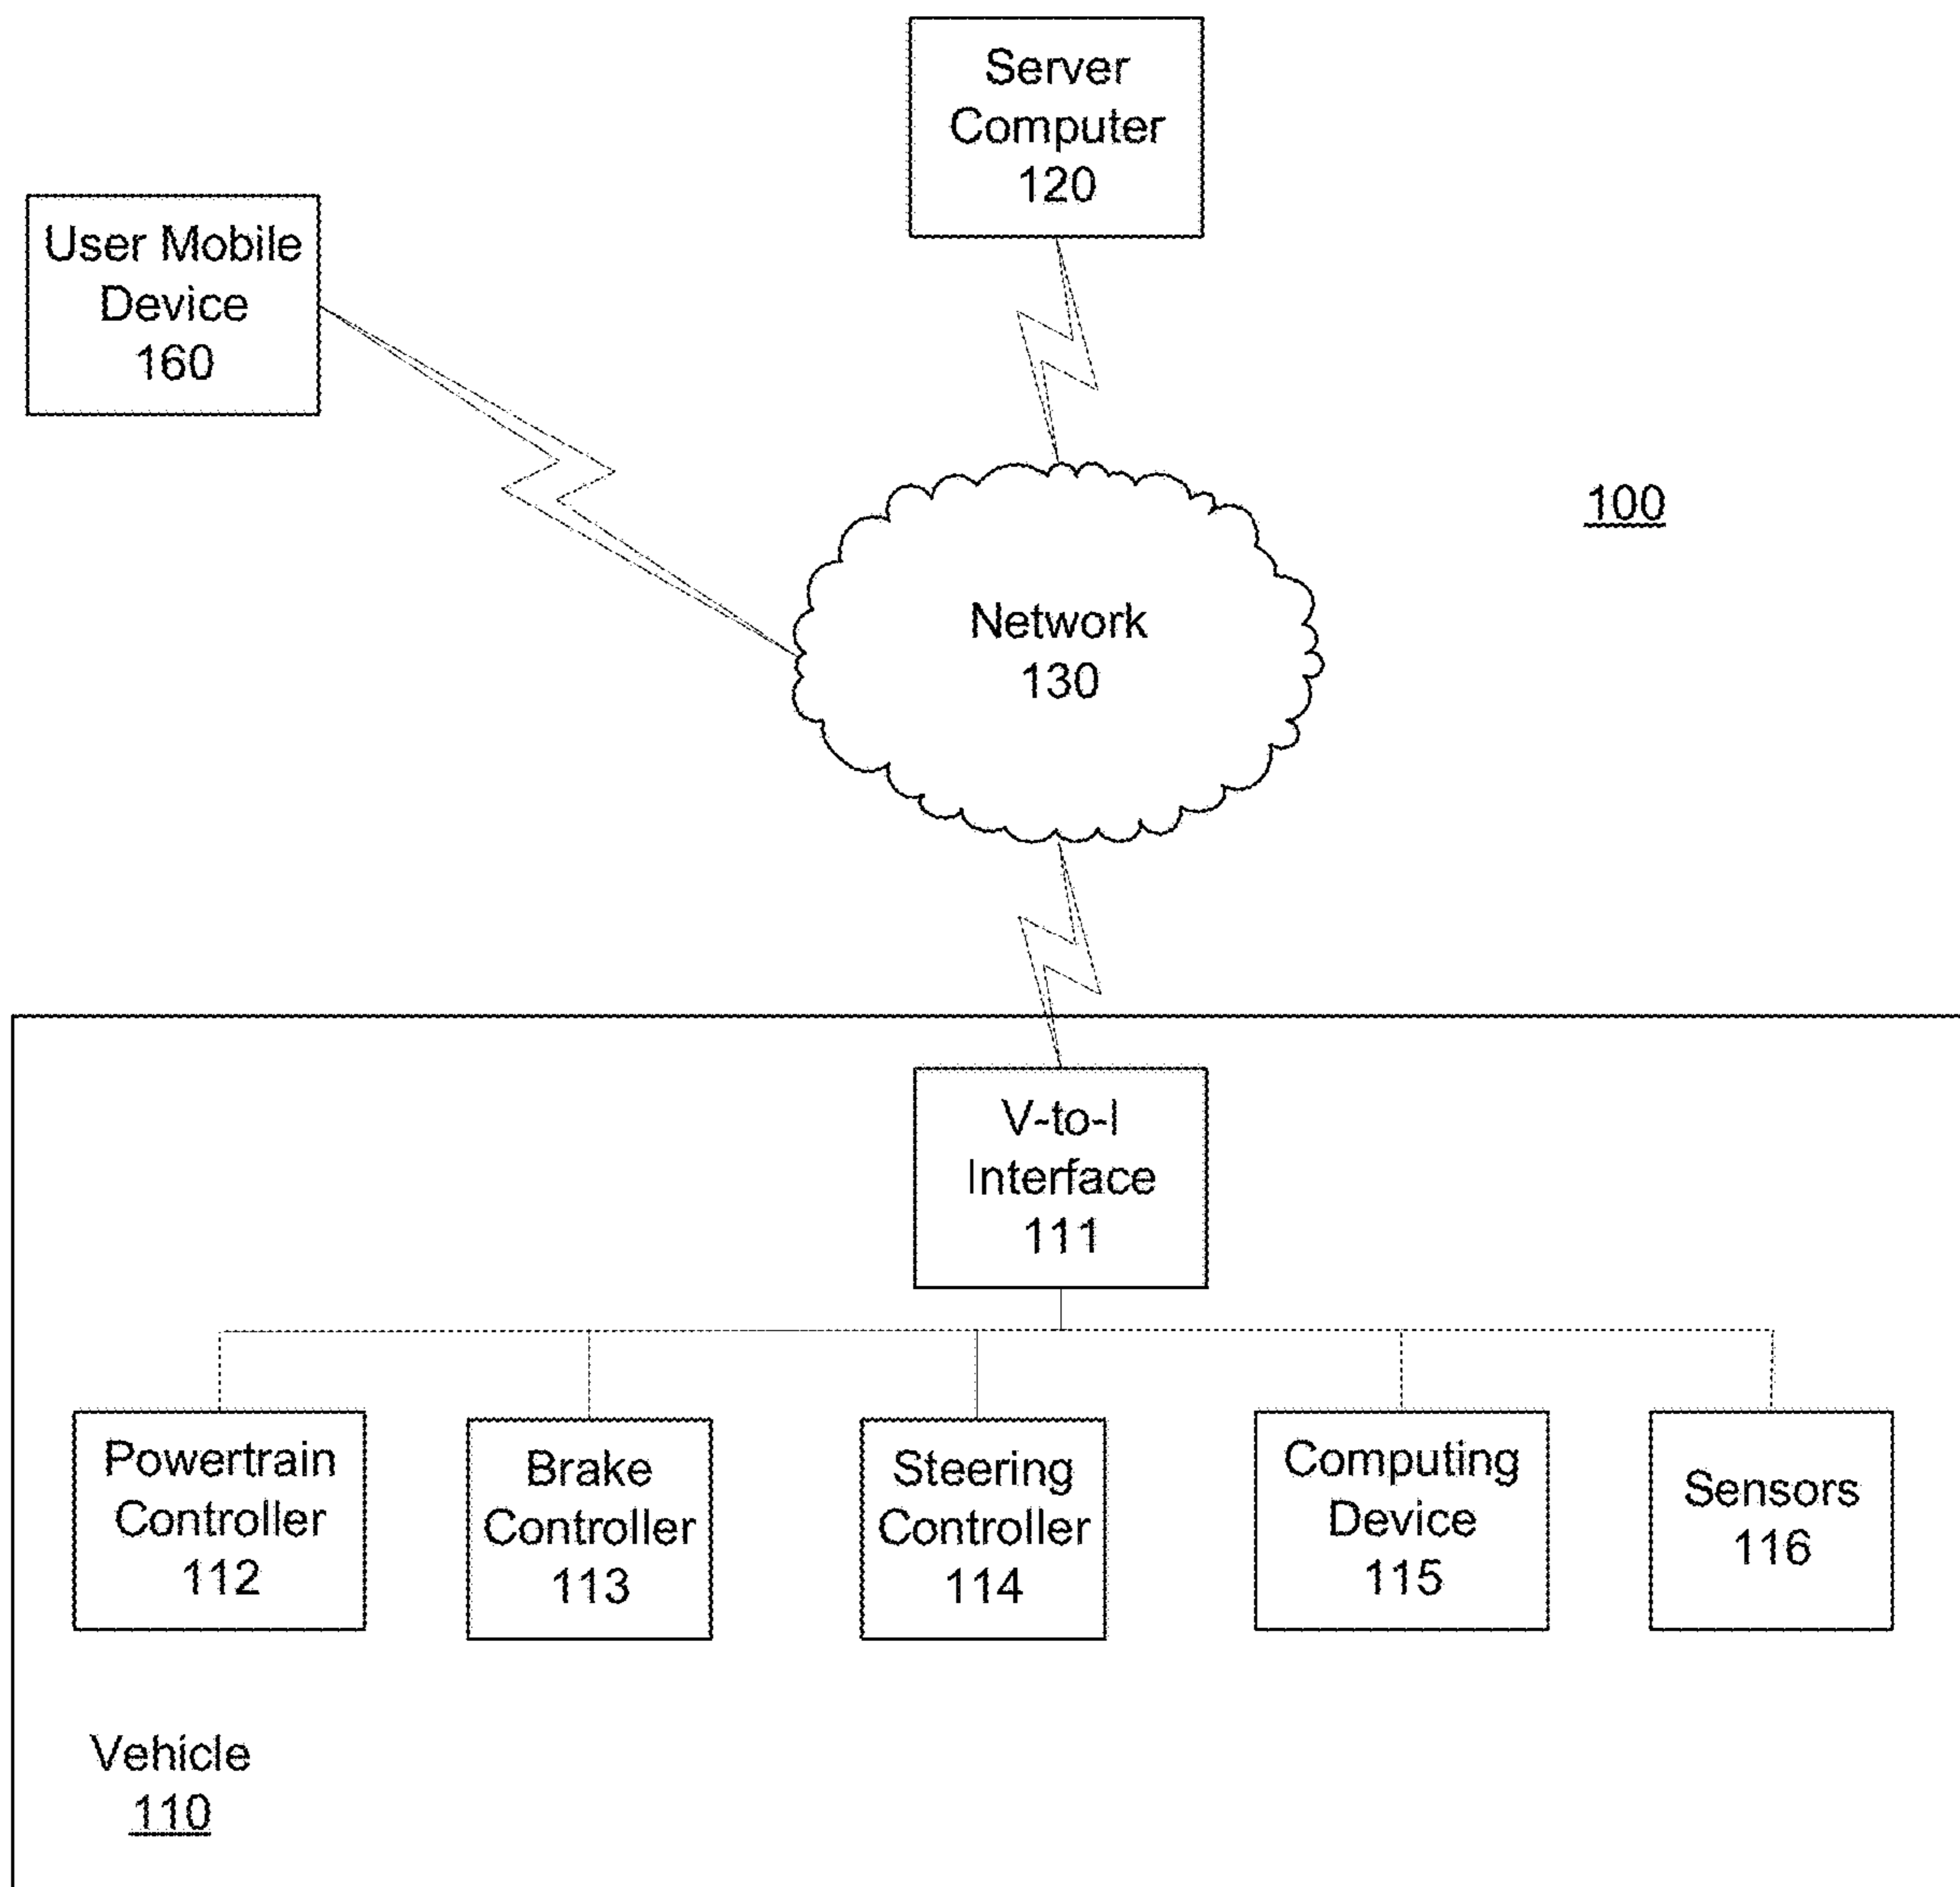 Server
Computer
120
User Mobile
Device
160
100
Network
130
V-to-I
Interface
111
Powertrain
Controller
112
Brake
Controller
113
Steering
Controller
114
Computing
Device
115
Sensors
116
Vehicle
110